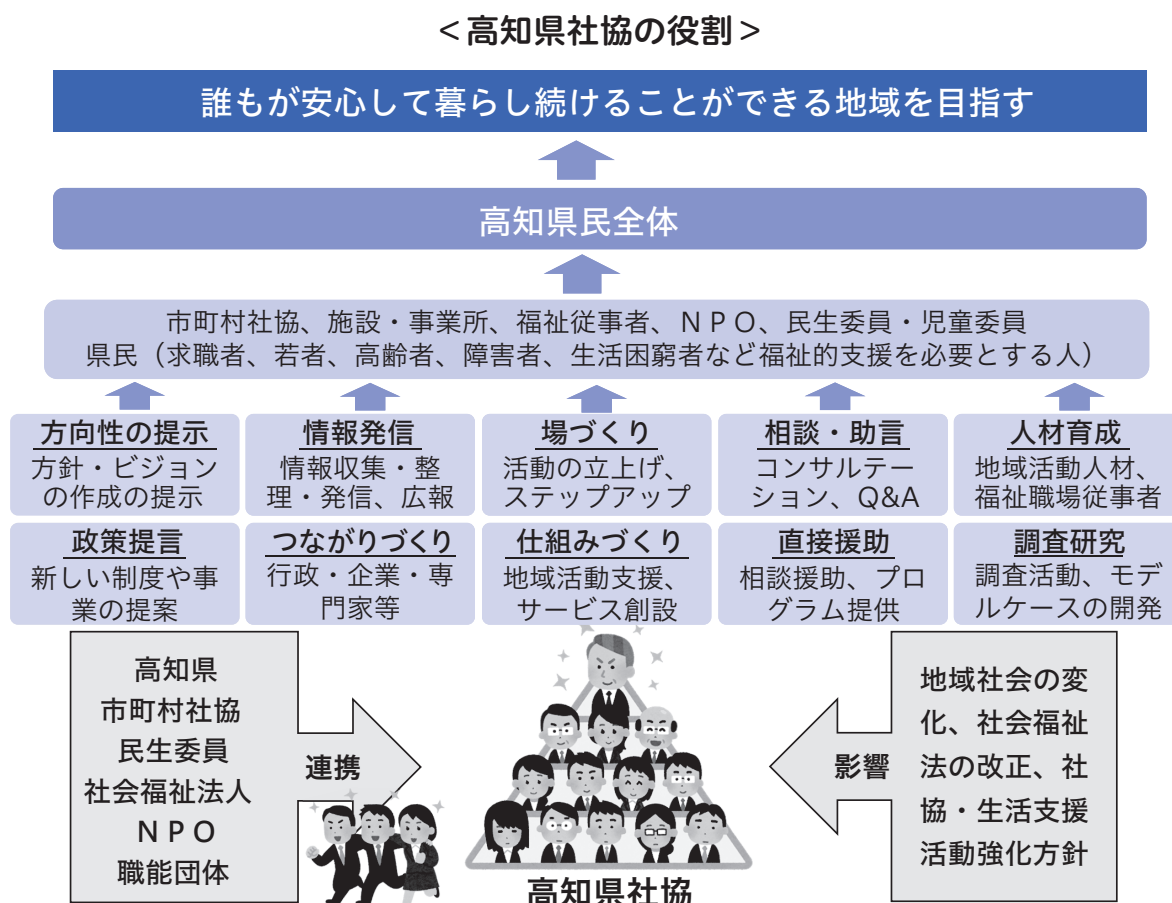 ＜高知県社協の役割＞
誰もが安心して暮らし続けることができる地域を目指す
高知県民全体
市町村社協、施設・事業所、福祉従事者、ＮＰＯ、民生委員・児童委員
県民（求職者、若者、高齢者、障害者、生活困窮者など福祉的支援を必要とする人）
方向性の提示
方針・ビジョン
の作成の提示
情報発信
情報収集・整
理・発信、広報
場づくり
活動の立上げ、
ステップアップ
相談・助言
コンサルテー
ション、Q&A
人材育成
地域活動人材、
福祉職場従事者
政策提言
新しい制度や事
業の提案
つながりづくり
行政・企業・専
門家等
仕組みづくり
地域活動支援、
サービス創設
直接援助
相談援助、プロ
グラム提供
調査研究
調査活動、モデ
ルケースの開発
高知県
市町村社協
民生委員
社会福祉法人
ＮＰＯ
職能団体
連携
高知県社協
影響
地域社会の変
化、社会福祉
法の改正、社
協・生活支援
活動強化方針